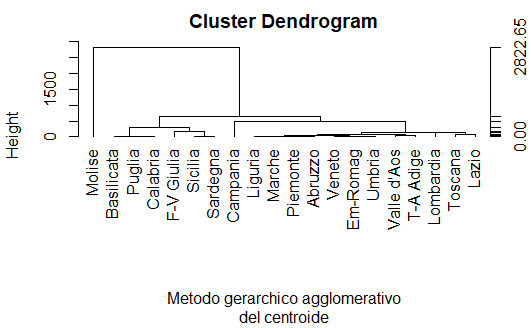 Cluster Dendrogram
Height
0
1500
0.00
2822.65
Molise
Basilicata
Puglia
Calabria
F-V Giulia
Sicilia
Sardegna
Campania
Liguria
Marche
Piemonte
Abruzzo
Veneto
Em-Romag
Umbria
Valle d'Aos
T-A Adige
Lombardia
Toscana
Lazio
Metodo gerarchico agglomerativo
del centroide